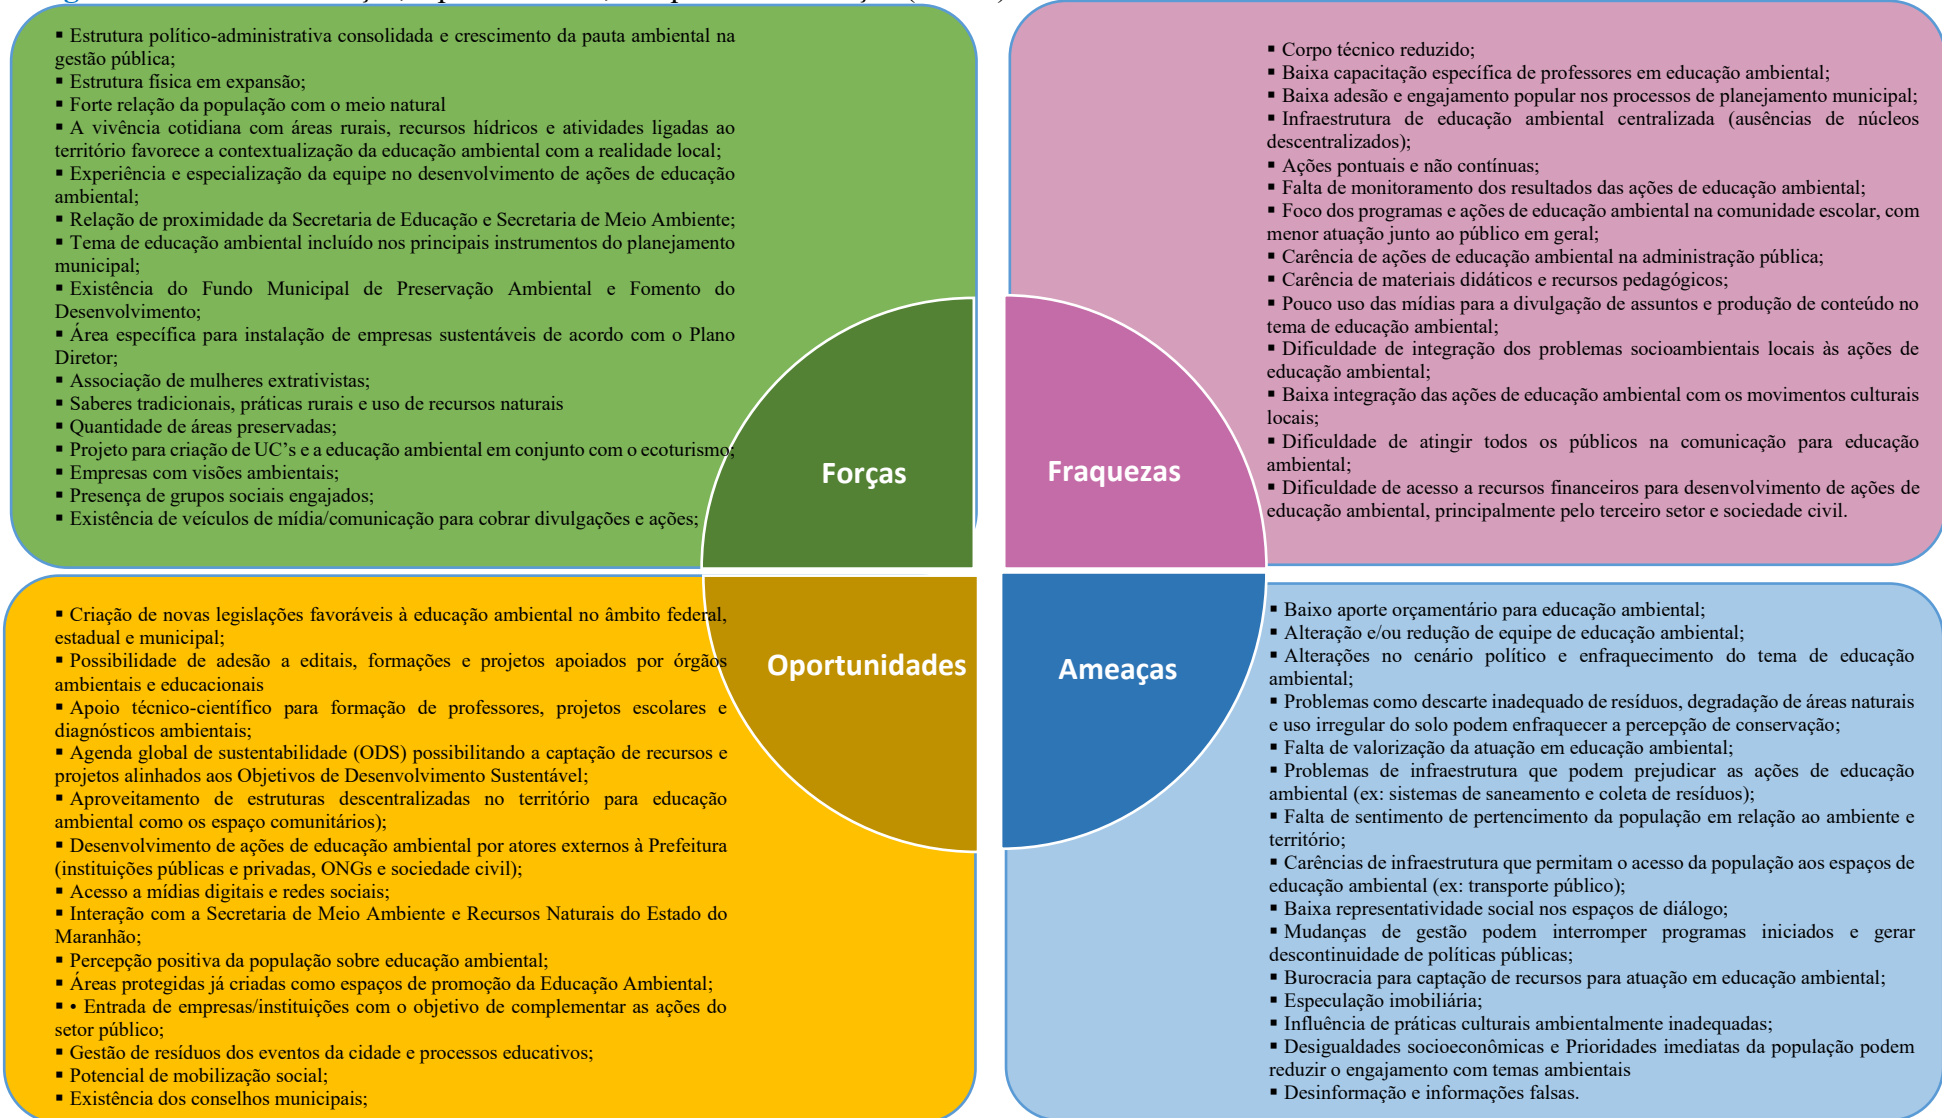 ▪ Estrutura político-administrativa consolidada e crescimento da pauta ambiental na
gestão pública;
▪ Estrutura física em expansão;
▪ Forte relação da população com o meio natural
▪ A vivência cotidiana com áreas rurais, recursos hídricos e atividades ligadas ao
território favorece a contextualização da educação ambiental com a realidade local;
▪ Experiência e especialização da equipe no desenvolvimento de ações de educação
ambiental;
▪ Relação de proximidade da Secretaria de Educação e Secretaria de Meio Ambiente;
▪ Tema de educação ambiental incluído nos principais instrumentos do planejamento
municipal;
▪ Existência do Fundo Municipal de Preservação Ambiental e Fomento do
Desenvolvimento;
▪ Área específica para instalação de empresas sustentáveis de acordo com o Plano
Diretor;
▪ Associação de mulheres extrativistas;
▪ Saberes tradicionais, práticas rurais e uso de recursos naturais
▪ Quantidade de áreas preservadas;
▪ Projeto para criação de UC’s e a educação ambiental em conjunto com o ecoturismo;
▪ Empresas com visões ambientais;
▪ Presença de grupos sociais engajados;
▪ Existência de veículos de mídia/comunicação para cobrar divulgações e ações;
Forças
▪ Corpo técnico reduzido;
▪ Baixa capacitação específica de professores em educação ambiental;
▪ Baixa adesão e engajamento popular nos processos de planejamento municipal;
▪ Infraestrutura de educação ambiental centralizada (ausências de núcleos
descentralizados);
▪ Ações pontuais e não contínuas;
▪ Falta de monitoramento dos resultados das ações de educação ambiental;
▪ Foco dos programas e ações de educação ambiental na comunidade escolar, com
menor atuação junto ao público em geral;
▪ Carência de ações de educação ambiental na administração pública;
▪ Carência de materiais didáticos e recursos pedagógicos;
▪ Pouco uso das mídias para a divulgação de assuntos e produção de conteúdo no
tema de educação ambiental;
▪ Dificuldade de integração dos problemas socioambientais locais às ações de
educação ambiental;
▪ Baixa integração das ações de educação ambiental com os movimentos culturais
locais;
▪ Dificuldade de atingir todos os públicos na comunicação para educação
ambiental;
▪ Dificuldade de acesso a recursos financeiros para desenvolvimento de ações de
educação ambiental, principalmente pelo terceiro setor e sociedade civil.
Fraquezas
▪ Criação de novas legislações favoráveis à educação ambiental no âmbito federal,
estadual e municipal;
▪ Possibilidade de adesão a editais, formações e projetos apoiados por órgãos
ambientais e educacionais
▪ Apoio técnico-científico para formação de professores, projetos escolares e
diagnósticos ambientais;
▪ Agenda global de sustentabilidade (ODS) possibilitando a captação de recursos e
projetos alinhados aos Objetivos de Desenvolvimento Sustentável;
▪ Aproveitamento de estruturas descentralizadas no território para educação
ambiental como os espaço comunitários);
▪ Desenvolvimento de ações de educação ambiental por atores externos à Prefeitura
(instituições públicas e privadas, ONGs e sociedade civil);
▪ Acesso a mídias digitais e redes sociais;
▪ Interação com a Secretaria de Meio Ambiente e Recursos Naturais do Estado do
Maranhão;
▪ Percepção positiva da população sobre educação ambiental;
▪ Áreas protegidas já criadas como espaços de promoção da Educação Ambiental;
▪ • Entrada de empresas/instituições com o objetivo de complementar as ações do
setor público;
▪ Gestão de resíduos dos eventos da cidade e processos educativos;
▪ Potencial de mobilização social;
▪ Existência dos conselhos municipais;
Oportunidades
▪ Baixo aporte orçamentário para educação ambiental;
▪ Alteração e/ou redução de equipe de educação ambiental;
▪ Alterações no cenário político e enfraquecimento do tema de educação
ambiental;
▪ Problemas como descarte inadequado de resíduos, degradação de áreas naturais
e uso irregular do solo podem enfraquecer a percepção de conservação;
▪ Falta de valorização da atuação em educação ambiental;
▪ Problemas de infraestrutura que podem prejudicar as ações de educação
ambiental (ex: sistemas de saneamento e coleta de resíduos);
▪ Falta de sentimento de pertencimento da população em relação ao ambiente e
território;
▪ Carências de infraestrutura que permitam o acesso da população aos espaços de
educação ambiental (ex: transporte público);
▪ Baixa representatividade social nos espaços de diálogo;
▪ Mudanças de gestão podem interromper programas iniciados e gerar
descontinuidade de políticas públicas;
▪ Burocracia para captação de recursos para atuação em educação ambiental;
▪ Especulação imobiliária;
▪ Influência de práticas culturais ambientalmente inadequadas;
▪ Desigualdades socioeconômicas e Prioridades imediatas da população podem
reduzir o engajamento com temas ambientais
▪ Desinformação e informações falsas.
Ameaças